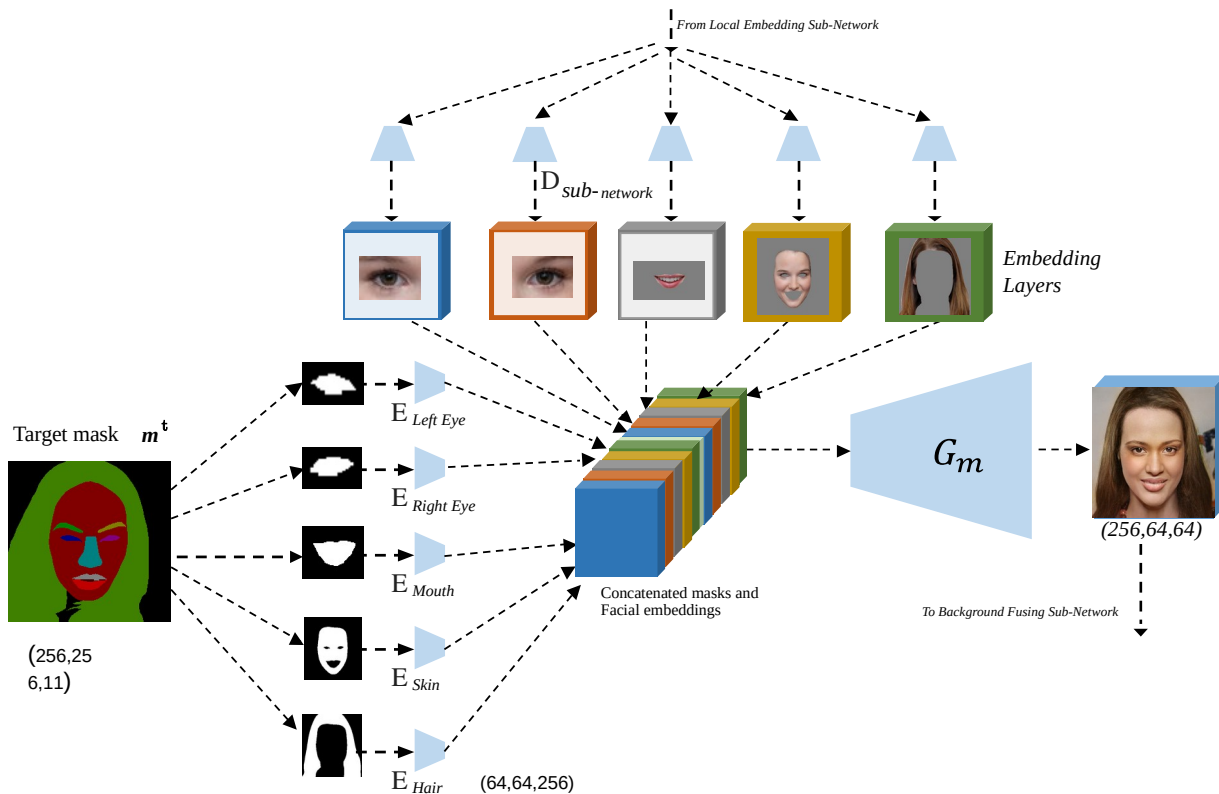 From Local Embedding Sub-Network
D sub- network
Embedding
Layers
Target mask m t
E Left Eye
E Right Eye
E Mouth
E Skin
E Hair
(256,25
6,11)
(64,64,256)
Concatenated masks and
Facial embeddings
G m
(256,64,64)
To Background Fusing Sub-Network